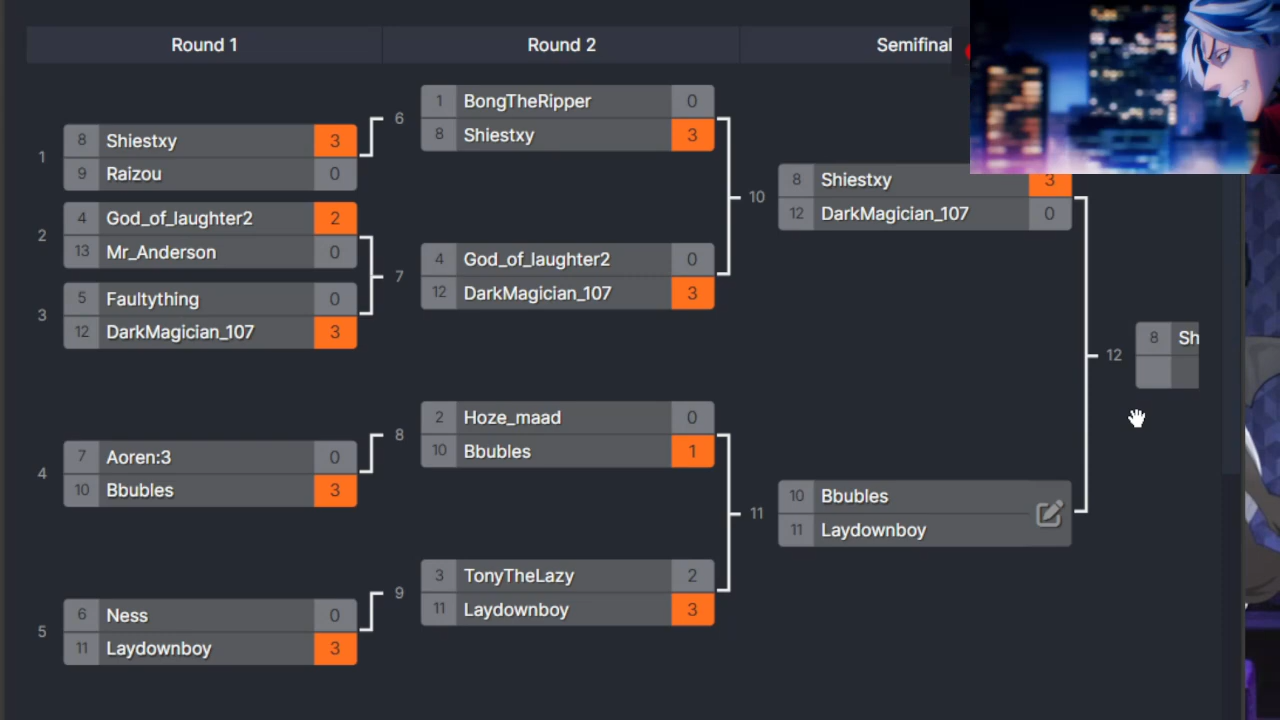 Round 1
Round 2
Semifinal
1
8 Shiestxy 3
9 Raizou 0
2
4 God_of_laughter2 2
13 Mr_Anderson 0
3
5 Faultything 0
12 DarkMagician_107 3
4
7 Aoren:3 0
10 Bbubles 3
5
6 Ness 0
11 Laydownboy 3
6
1 BongTheRipper 0
8 Shiestxy 3
7
4 God_of_laughter2 0
12 DarkMagician_107 3
8
2 Hoze_maad 0
10 Bbubles 1
9
3 TonyTheLazy 2
11 Laydownboy 3
10
8 Shiestxy 3
12 DarkMagician_107 0
11
10 Bbubles
11 Laydownboy
12
8 Sh